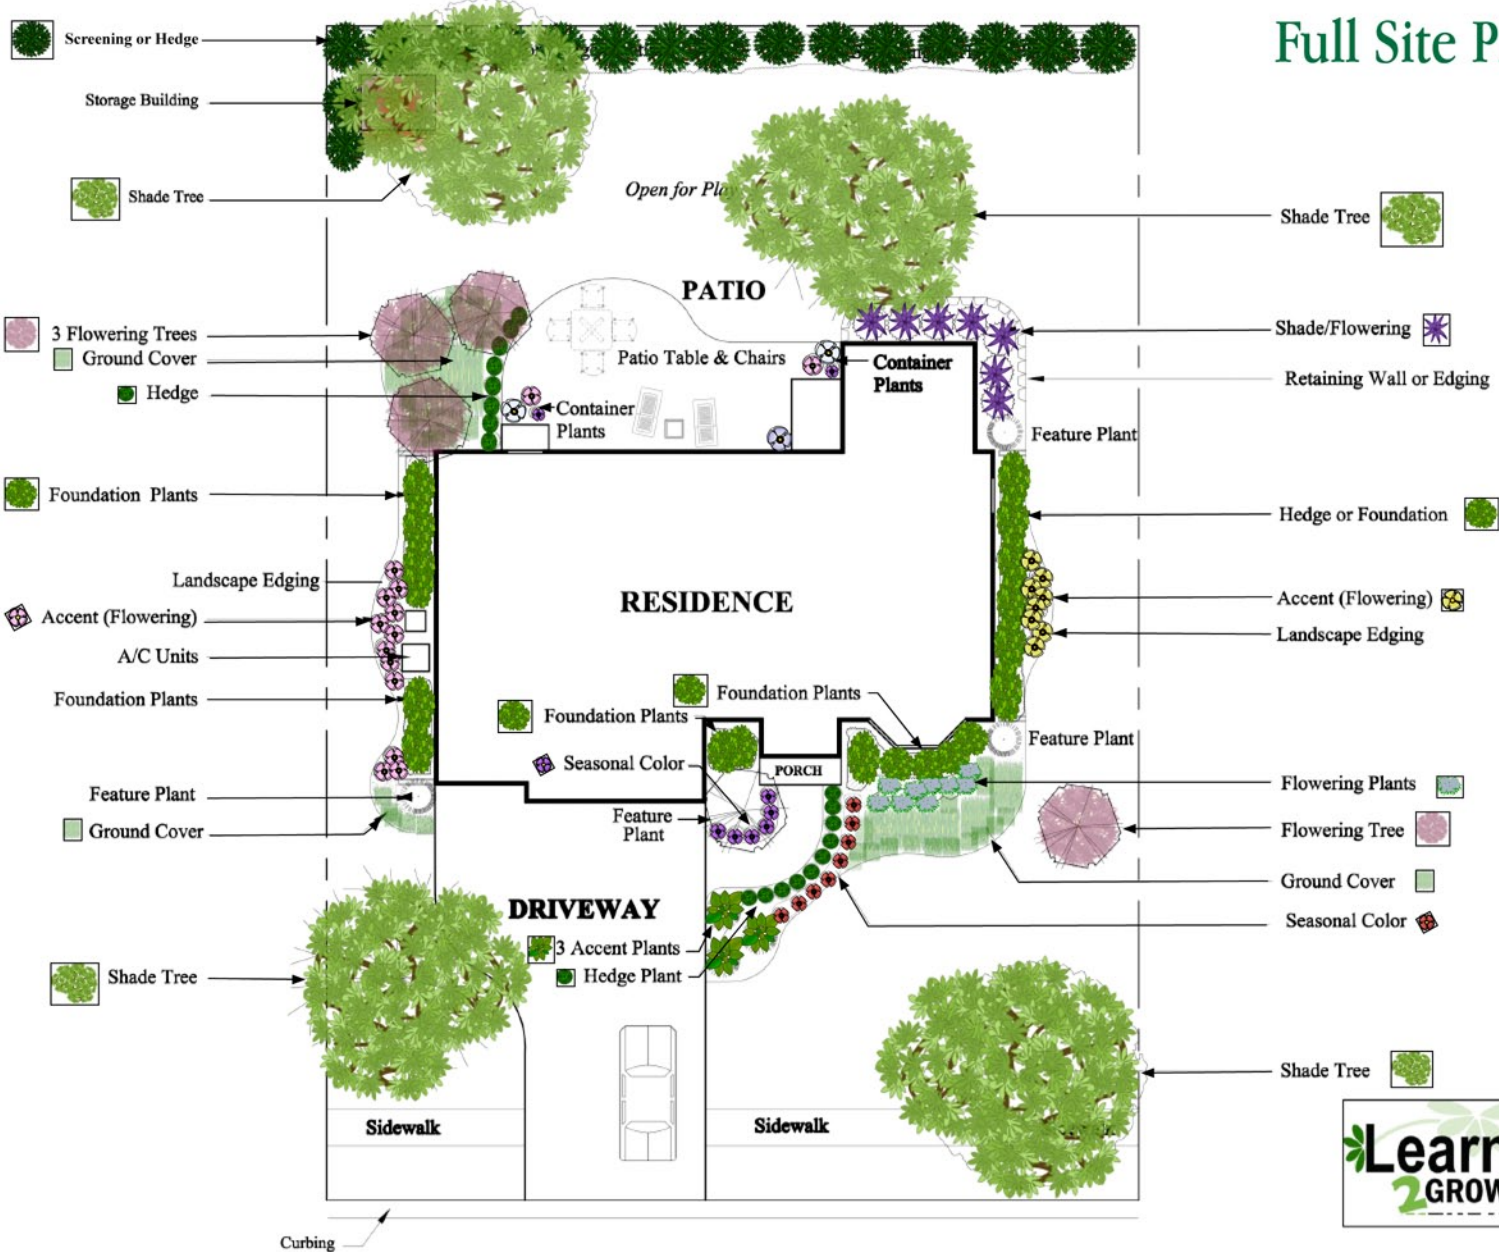 Full Site P
Screening or Hedge
Storage Building
Shade Tree
Open for Play
Shade Tree
PATIO
3 Flowering Trees
Ground Cover
Hedge
Patio Table & Chairs
Container
Plants
Container
Plants
Shade/Flowering
Retaining Wall or Edging
Feature Plant
Foundation Plants
Hedge or Foundation
Landscape Edging
Accent (Flowering)
A/C Units
Foundation Plants
RESIDENCE
Accent (Flowering)
Landscape Edging
Foundation Plants
Foundation Plants
Seasonal Color
PORCH
Feature Plant
Feature Plant
Ground Cover
Feature
Plant
Flowering Plants
Flowering Tree
Ground Cover
Seasonal Color
DRIVEWAY
3 Accent Plants
Hedge Plant
Shade Tree
Shade Tree
Sidewalk
Sidewalk
Learn
2GROW
Curbing